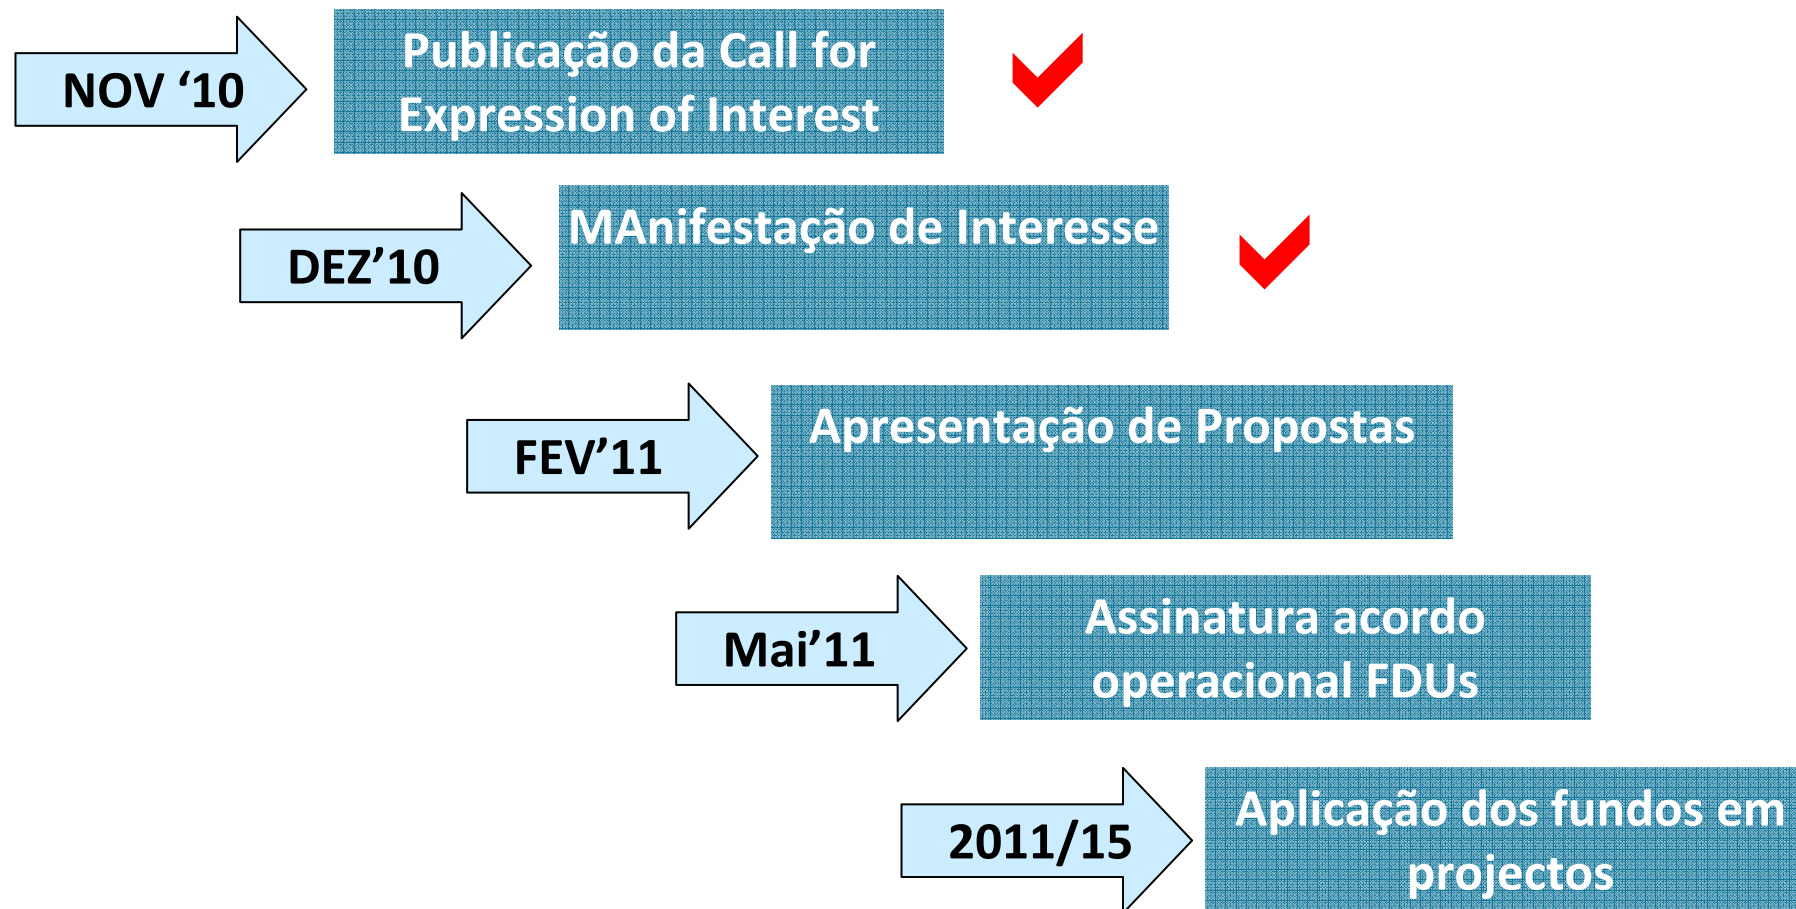 NOV ‘10
Publicação da Call for
Expression of Interest
DEZ’10
MAnifestação de Interesse
FEV’11
Apresentação de Propostas
Mai’11
Assinatura acordo
operacional FDUs
2011/15
Aplicação dos fundos em
projectos